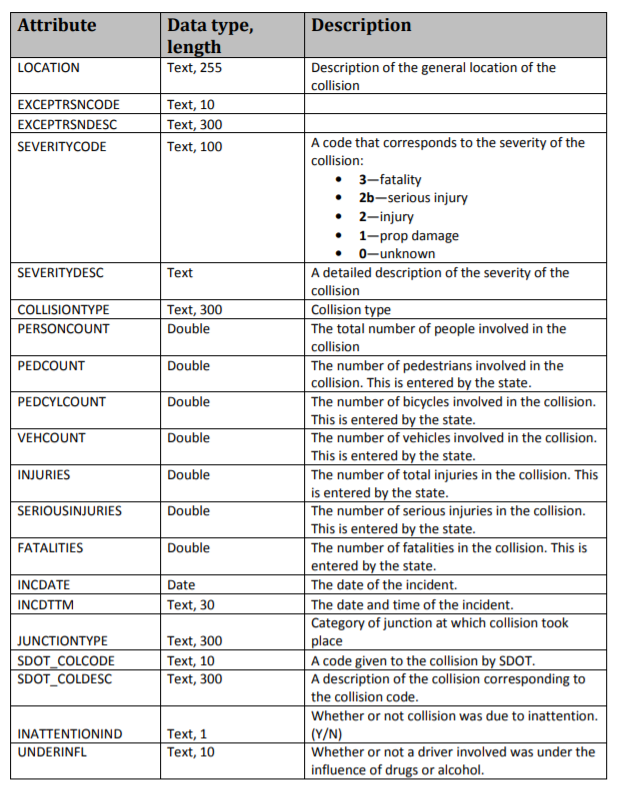 Attribute Data type, Description
length
LOCATION Text, 255 Description of the general location of the
collision
EXCEPTRSNCODE Text, 10
EXCEPTRSNDESC Text, 300
SEVERITYCODE Text, 100 A code that corresponds to the severity of the
collision:
• 3—fatality
• 2b—serious injury
• 2—injury
• 1—prop damage
• 0—unknown
SEVERITYDESC Text A detailed description of the severity of the
collision
COLLISIONTYPE Text, 300 Collision type
PERSONCOUNT Double The total number of people involved in the
collision
PEDCOUNT Double The number of pedestrians involved in the
collision. This is entered by the state.
PEDCYLCOUNT Double The number of bicycles involved in the collision.
This is entered by the state.
VEHCOUNT Double The number of vehicles involved in the collision.
This is entered by the state.
INJURIES Double The number of total injuries in the collision. This
is entered by the state.
SERIOUSINJURIES Double The number of serious injuries in the collision.
This is entered by the state.
FATALITIES Double The number of fatalities in the collision. This is
entered by the state.
INCDATE Date The date of the incident.
INCDTTM Text, 30 The date and time of the incident.
Category of junction at which collision took
JUNCTIONTYPE Text, 300 place
SDOT_COLCODE Text, 10 A code given to the collision by SDOT.
SDOT_COLDESC Text, 300 A description of the collision corresponding to
the collision code.
Whether or not collision was due to inattention.
INATTENTIONIND Text, 1 (Y/N)
UNDERINFL Text, 10 Whether or not a driver involved was under the
influence of drugs or alcohol.